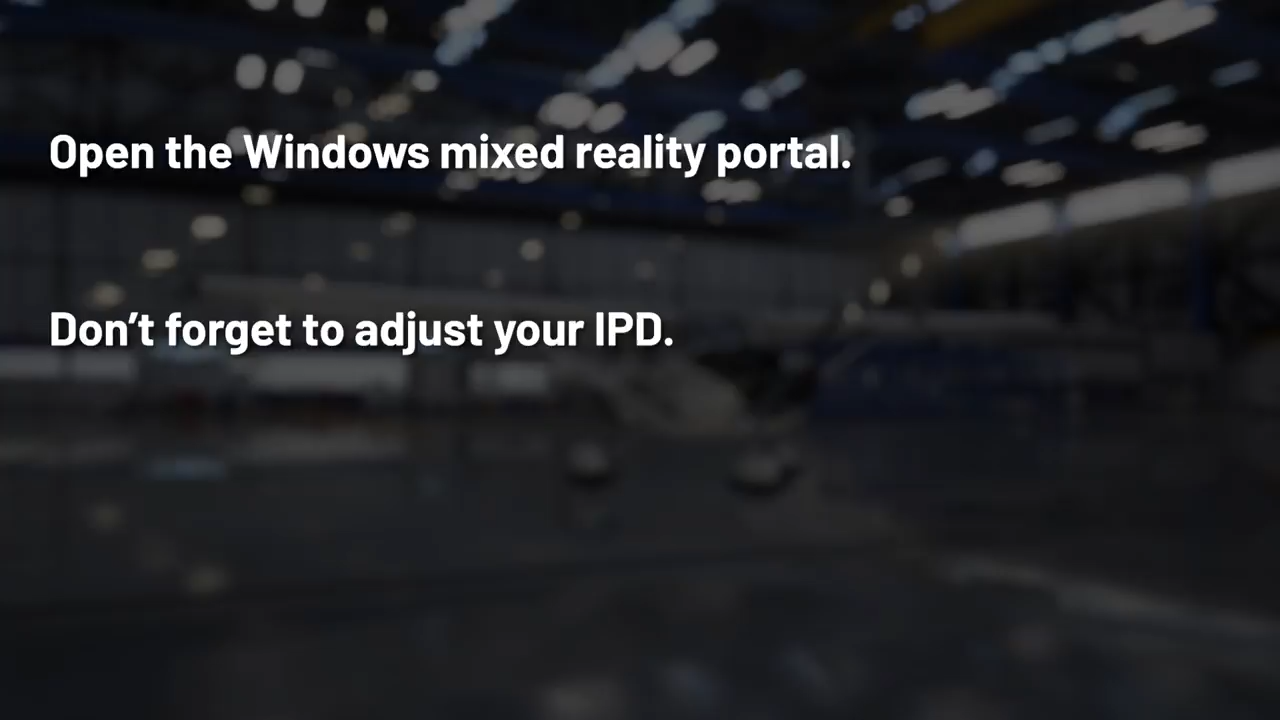 Open the Windows mixed reality portal.
Don’t forget to adjust your IPD.